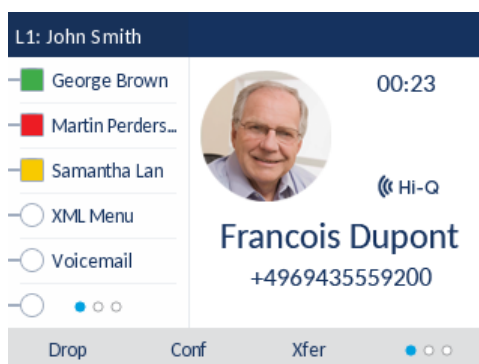 L1: John Smith
George Brown
Martin Perders...
Samantha Lan
XML Menu
Voicemail
00:23
Hi-Q
Francois Dupont
+4969435559200
Drop Conf Xfer